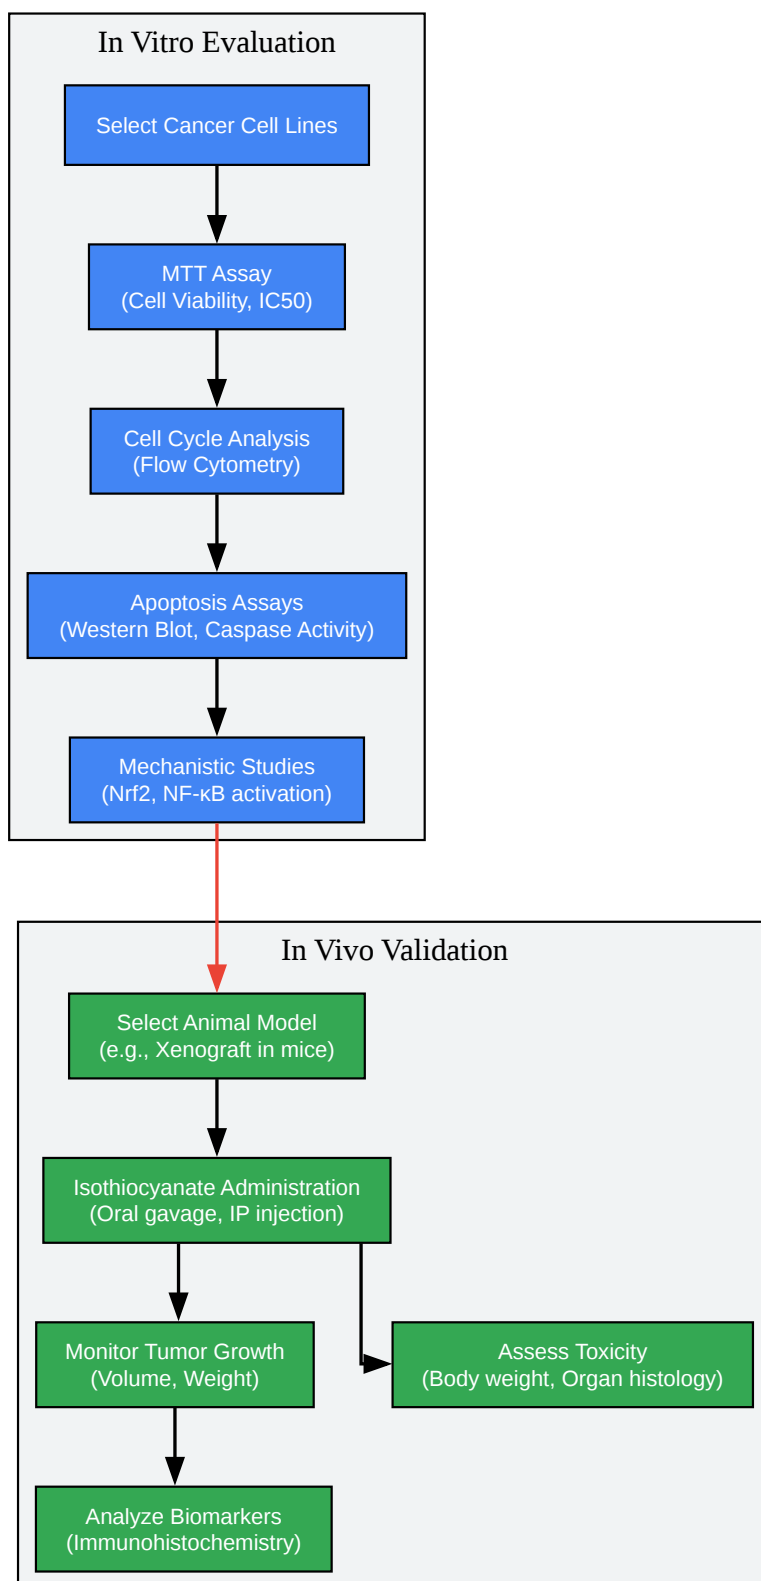 In Vitro Evaluation
Select Cancer Cell Lines
MTT Assay
(Cell Viability, IC50)
Cell Cycle Analysis
(Flow Cytometry)
Apoptosis Assays
(Western Blot, Caspase Activity)
Mechanistic Studies
(Nrf2, NF-κB activation)
In Vivo Validation
Select Animal Model
(e.g., Xenograft in mice)
Isothiocyanate Administration
(Oral gavage, IP injection)
Monitor Tumor Growth
(Volume, Weight)
Assess Toxicity
(Body weight, Organ histology)
Analyze Biomarkers
(Immunohistochemistry)